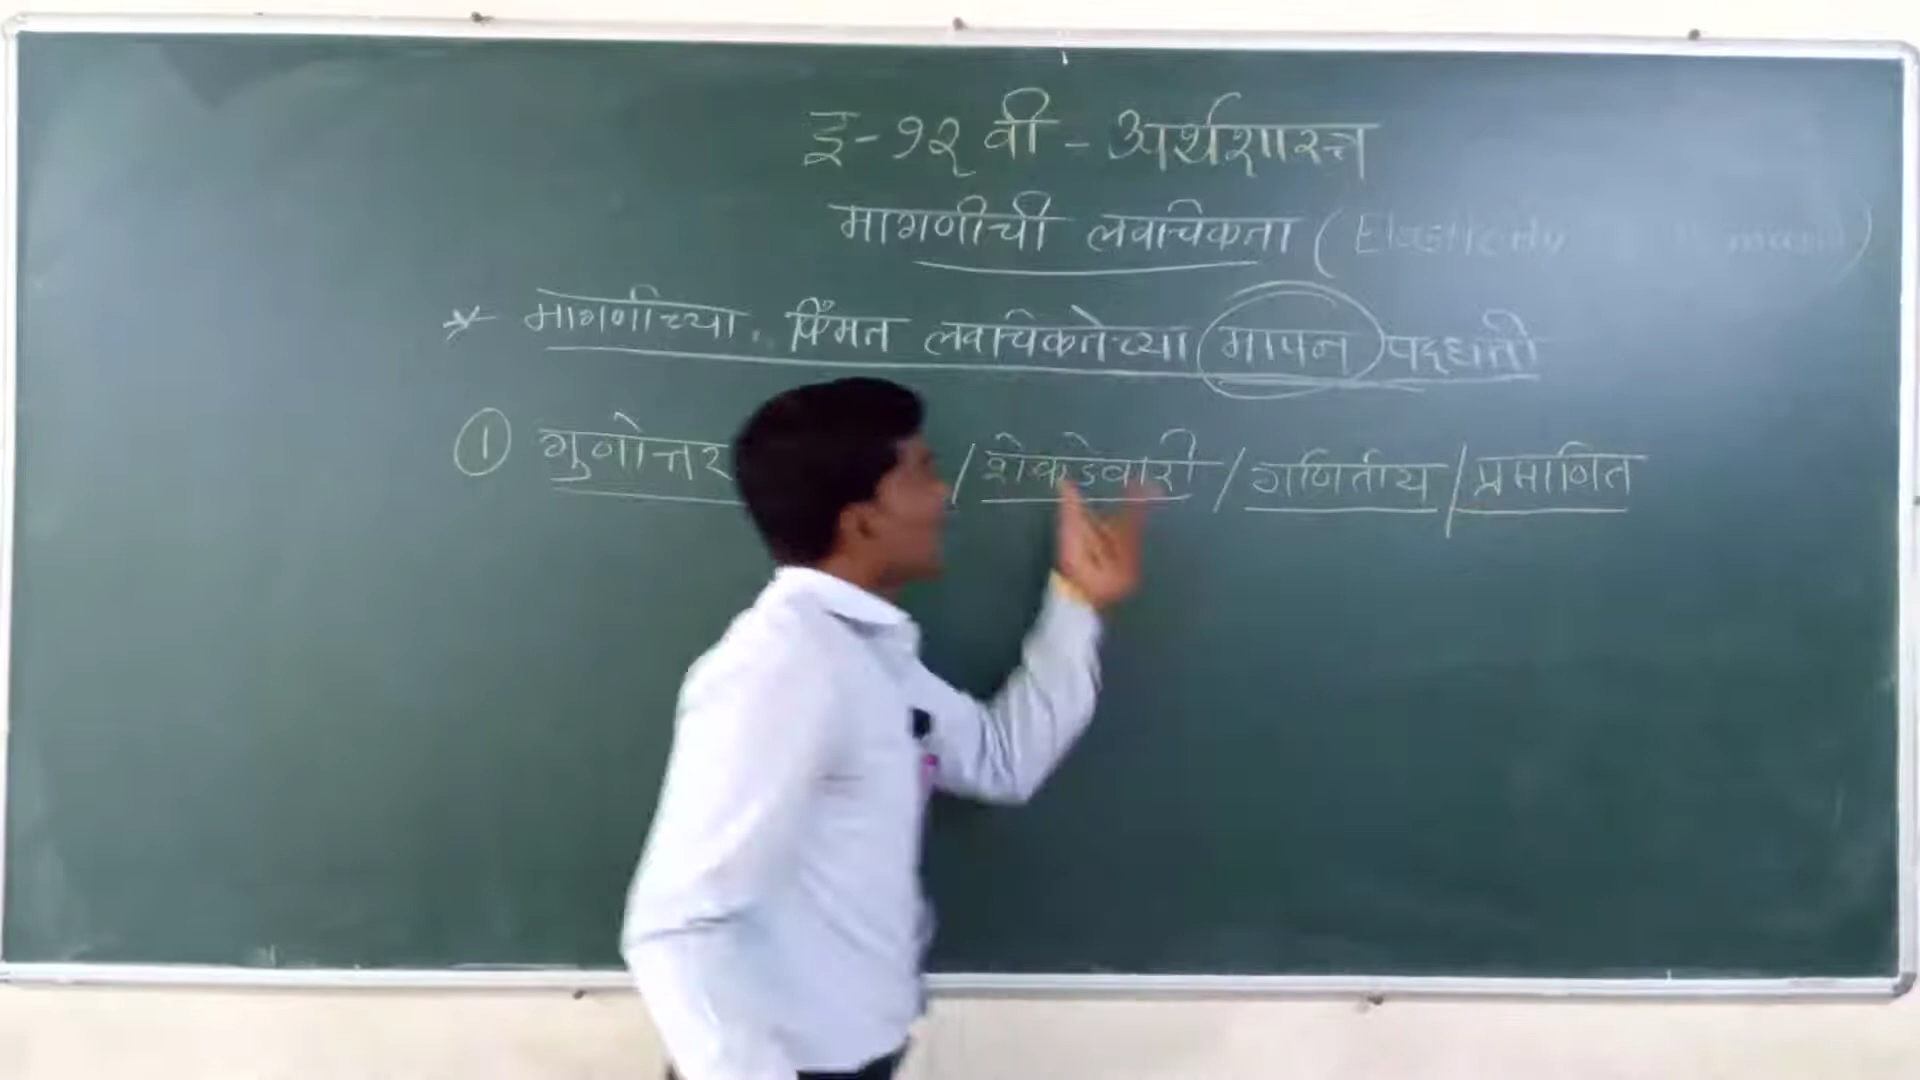 इ-१२ वी - अर्थशास्त्र
मागणीची लवचिकता ( Elasticity
* मागणीच्या किंमत लवचिकतेच्या मापन पद्धती
① गुणोत्तर / शेकडेवारी / गणितीय / प्रमाणित